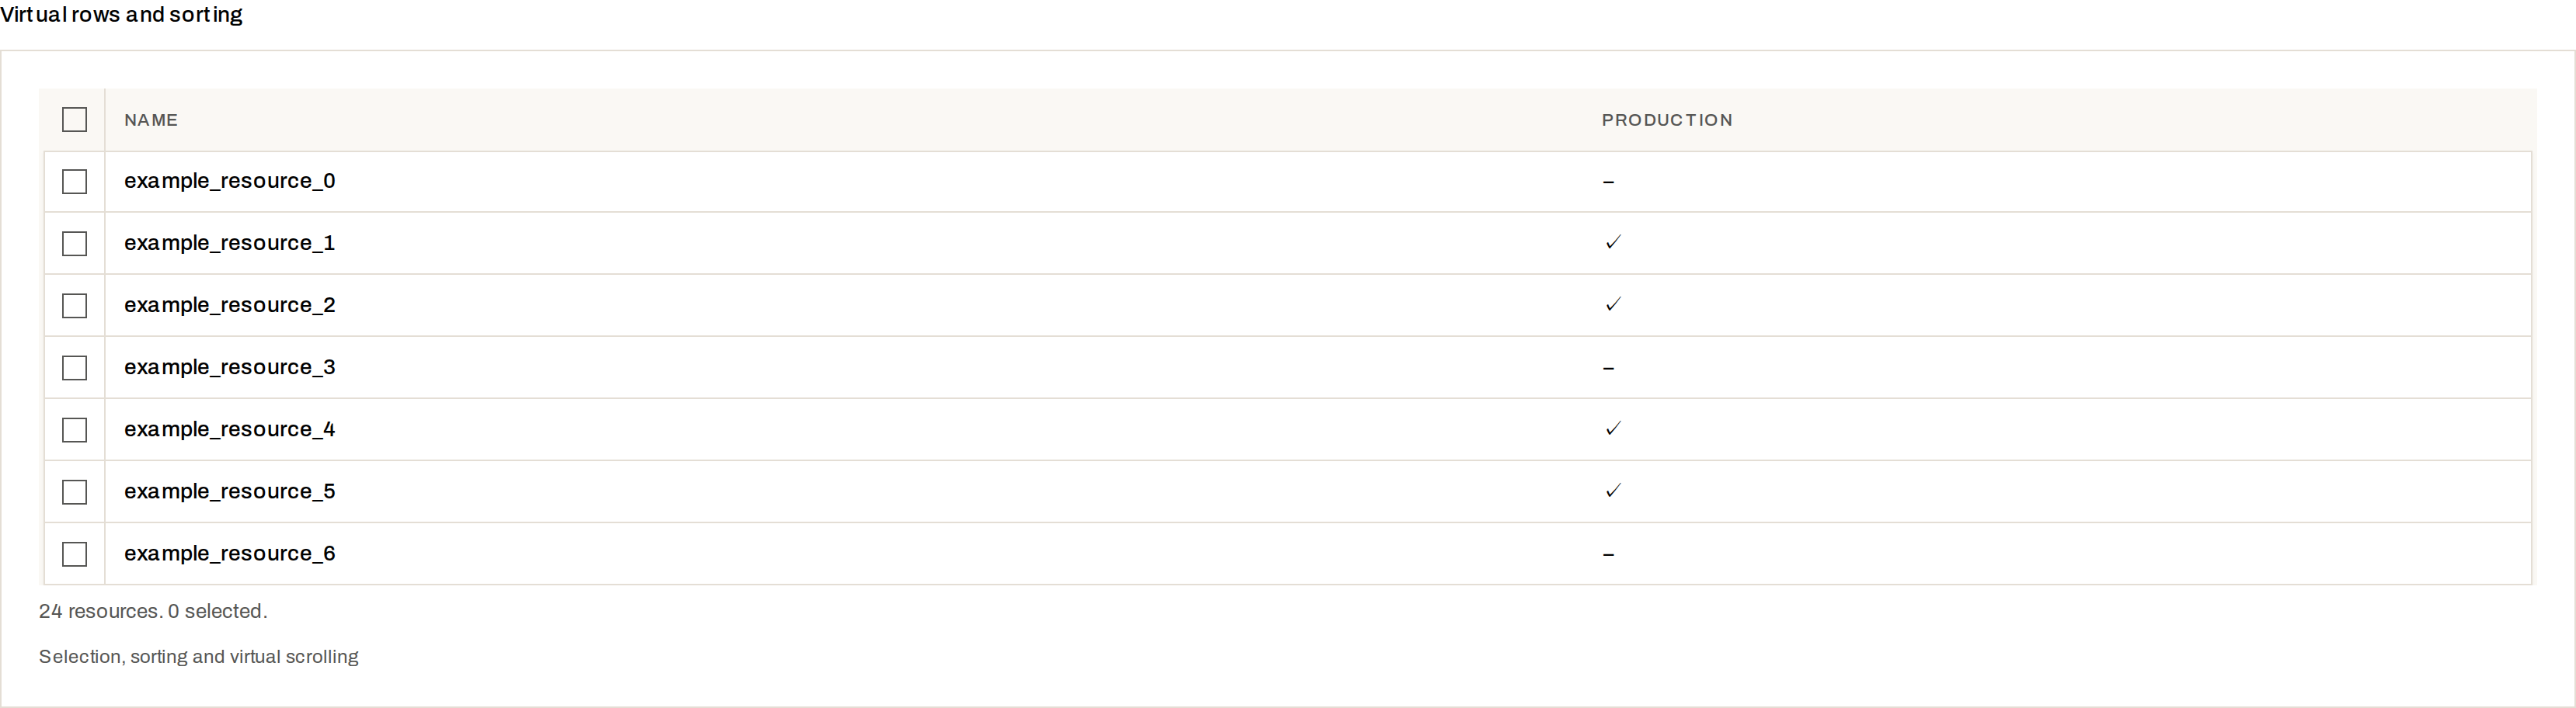 Virtual rows and sorting
NAME PRODUCTION
example_resource_0 –
example_resource_1 ✓
example_resource_2 ✓
example_resource_3 –
example_resource_4 ✓
example_resource_5 ✓
example_resource_6 –
24 resources. 0 selected.
Selection, sorting and virtual scrolling